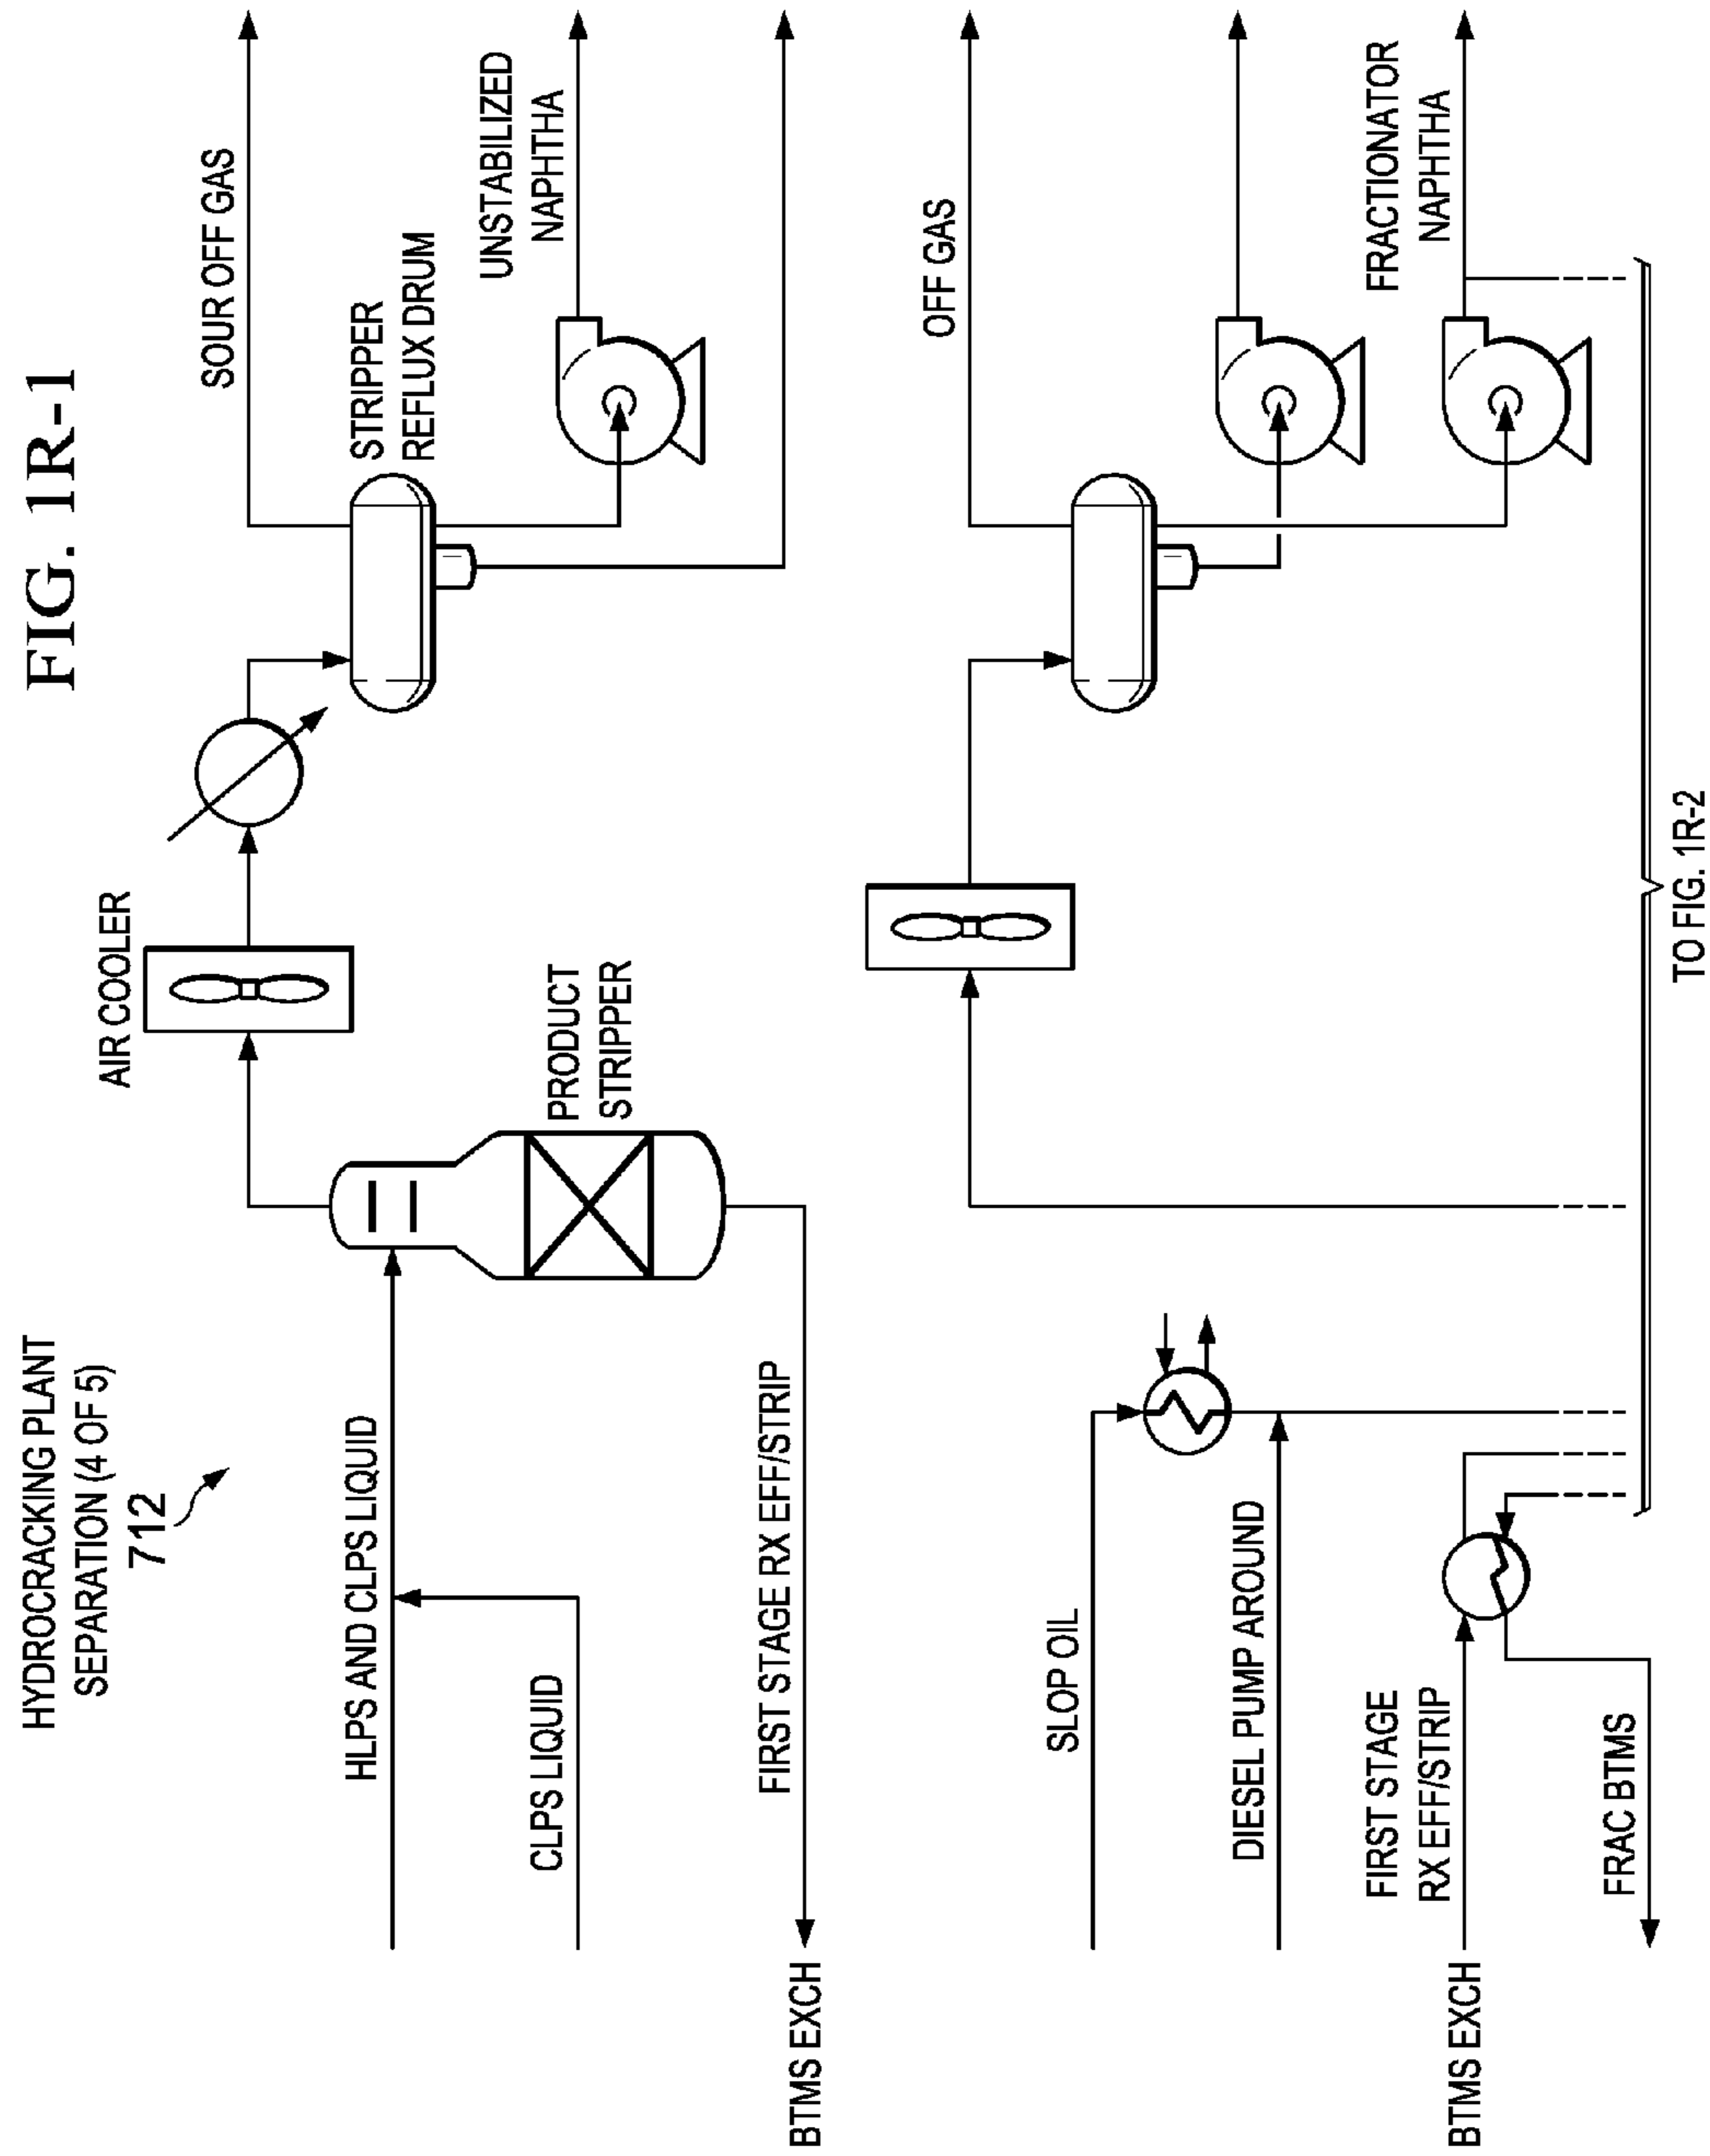 FIG. 1R-1
HYDROCRACKING PLANT
SEPARATION (4 OF 5)
712
AIR COOLER
SOUR OFF GAS
STRIPPER
REFLUX DRUM
HLPS AND CLPS LIQUID
UNSTABILIZED
NAPHTHA
CLPS LIQUID
PRODUCT
STRIPPER
FIRST STAGE RX EFF/STRIP
BTMS EXCH
OFF GAS
SLOP OIL
DIESEL PUMP AROUND
FRACTIONATOR
NAPHTHA
FIRST STAGE
RX EFF/STRIP
BTMS EXCH
FRAC BTMS
TO FIG. 1R-2